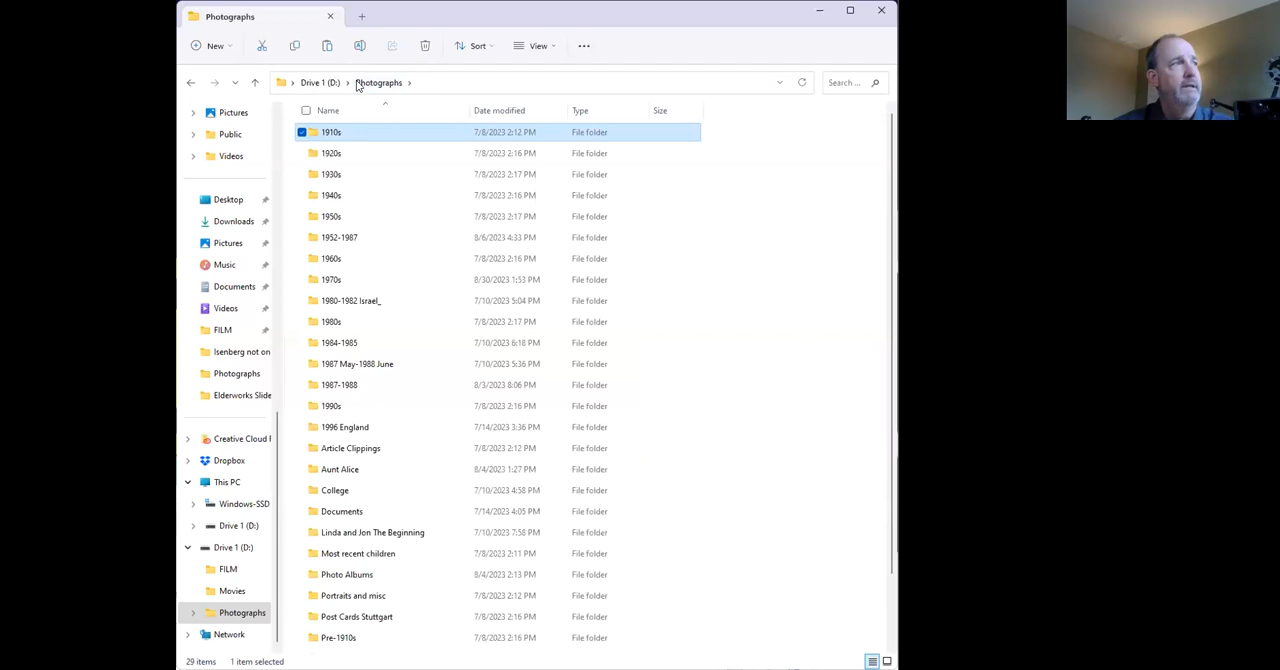 Photographs
New
Sort
View
Drive 1 (D:)
Photographs
Search ...
Pictures
Public
Videos
Desktop
Downloads
Pictures
Music
Documents
Videos
FILM
Isenberg not on
Photographs
Elderworks Slide
Creative Cloud F
Dropbox
This PC
Windows-SSD
Drive 1 (D:)
Drive 1 (D:)
FILM
Movies
Photographs
Network
Name Date modified Type Size
1910s 7/8/2023 2:12 PM File folder
1920s 7/8/2023 2:16 PM File folder
1930s 7/8/2023 2:17 PM File folder
1940s 7/8/2023 2:16 PM File folder
1950s 7/8/2023 2:17 PM File folder
1952-1987 8/6/2023 4:33 PM File folder
1960s 7/8/2023 2:16 PM File folder
1970s 8/30/2023 1:53 PM File folder
1980-1982 Israel_ 7/10/2023 5:04 PM File folder
1980s 7/8/2023 2:17 PM File folder
1984-1985 7/10/2023 6:18 PM File folder
1987 May-1988 June 7/10/2023 5:36 PM File folder
1987-1988 8/3/2023 8:06 PM File folder
1990s 7/8/2023 2:16 PM File folder
1996 England 7/14/2023 3:36 PM File folder
Article Clippings 7/8/2023 2:12 PM File folder
Aunt Alice 8/4/2023 1:27 PM File folder
College 7/10/2023 4:58 PM File folder
Documents 7/14/2023 4:05 PM File folder
Linda and Jon The Beginning 7/10/2023 7:58 PM File folder
Most recent children 7/8/2023 2:11 PM File folder
Photo Albums 8/4/2023 2:13 PM File folder
Portraits and misc 7/8/2023 2:12 PM File folder
Post Cards Stuttgart 7/8/2023 2:16 PM File folder
Pre-1910s 7/8/2023 2:16 PM File folder
29 items 1 item selected